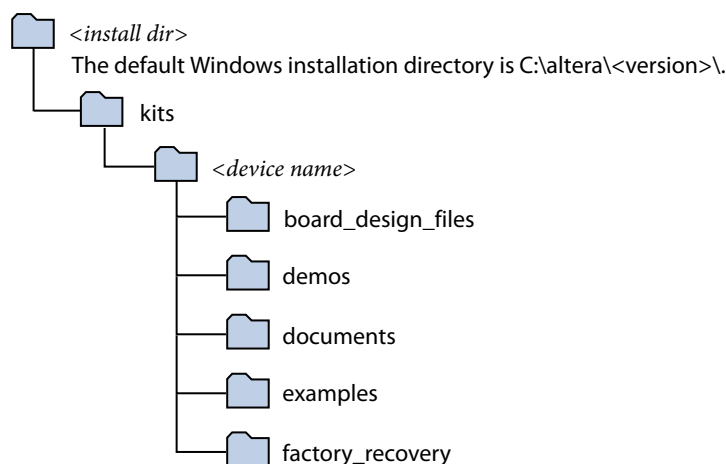 <install dir>
The default Windows installation directory is C:\altera\<version>\.
kits
<device name>
board_design_files
demos
documents
examples
factory_recovery